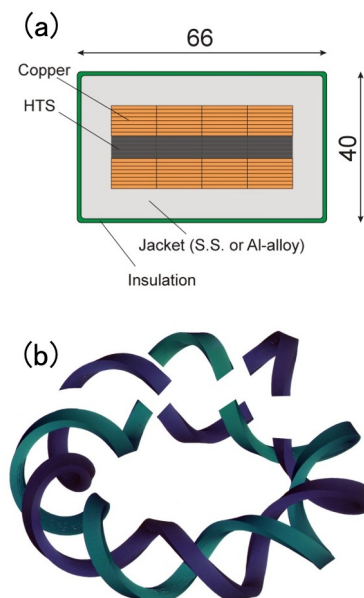 (a)
66
Copper
HTS
40
Jacket (S.S. or Al-alloy)
Insulation
(b)